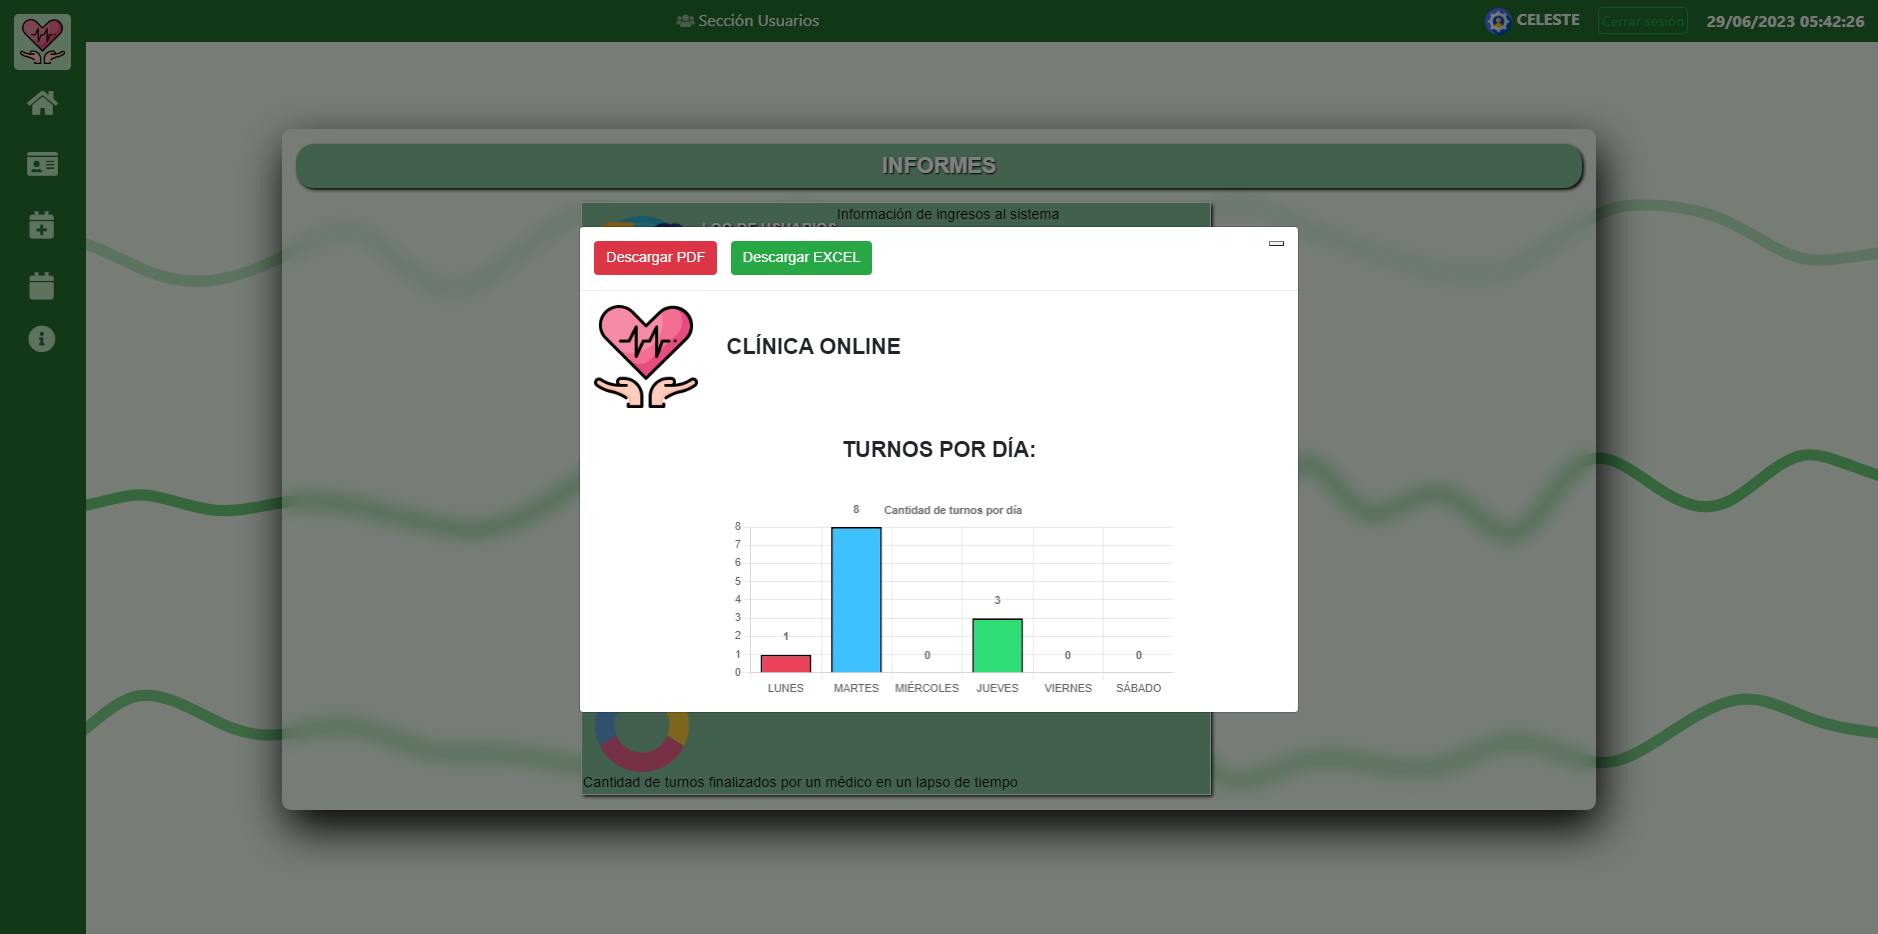 Sección Usuarios
CELESTE
Cerrar sesión
29/06/2023 05:42:26
INFORMES
Información de ingresos al sistema
LOG DE USUARIOS
Descargar PDF
Descargar EXCEL
CLÍNICA ONLINE
TURNOS POR DÍA:
Cantidad de turnos por día
8
7
6
5
4
3
2
1
0
1
8
0
3
0
0
LUNES
MARTES
MIÉRCOLES
JUEVES
VIERNES
SÁBADO
Cantidad de turnos finalizados por un médico en un lapso de tiempo